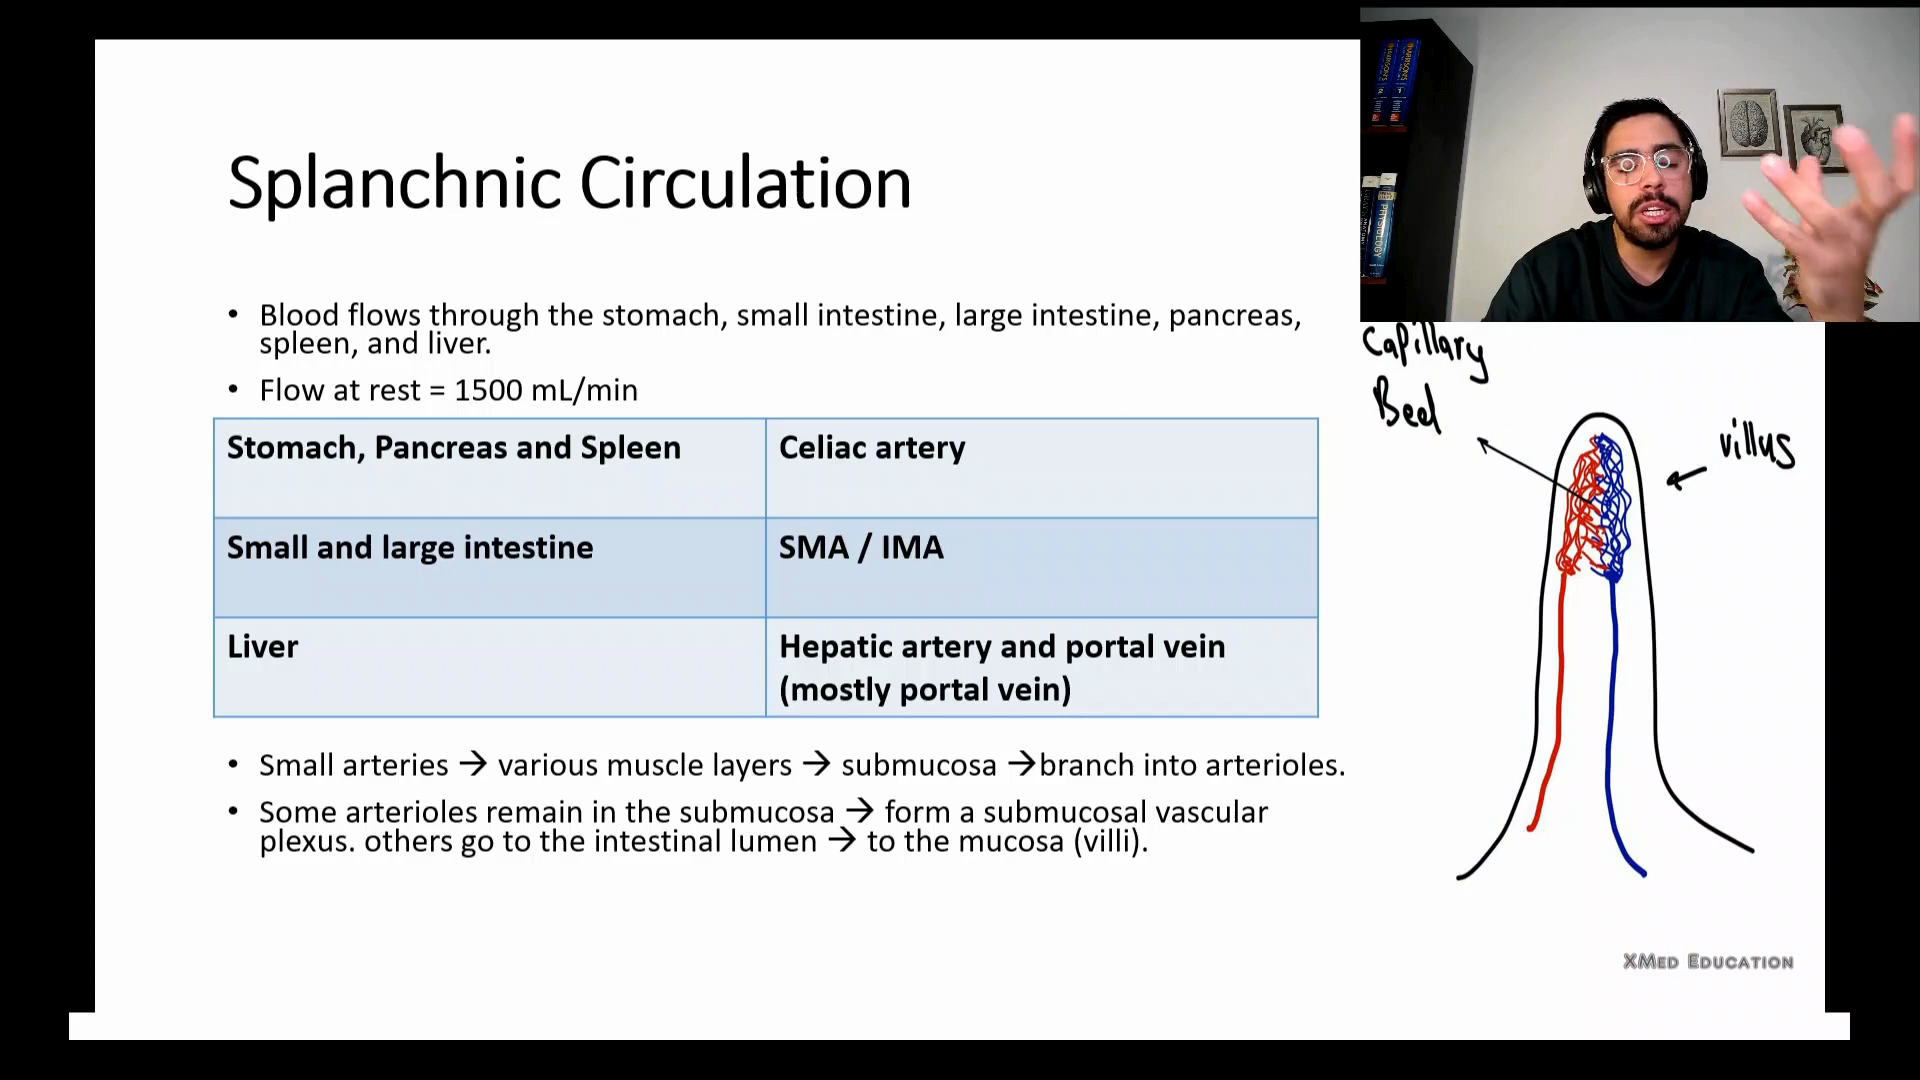 Splanchnic Circulation
• Blood flows through the stomach, small intestine, large intestine, pancreas,
spleen, and liver.
• Flow at rest = 1500 mL/min
Stomach, Pancreas and Spleen
Celiac artery
Small and large intestine
SMA / IMA
Liver
Hepatic artery and portal vein
(mostly portal vein)
• Small arteries → various muscle layers → submucosa →branch into arterioles.
• Some arterioles remain in the submucosa → form a submucosal vascular
plexus. others go to the intestinal lumen → to the mucosa (villi).
HARRISON'S
HARRISON'S
PHYSIOLOGY
Capillary
Bed
villus
XMED EDUCATION